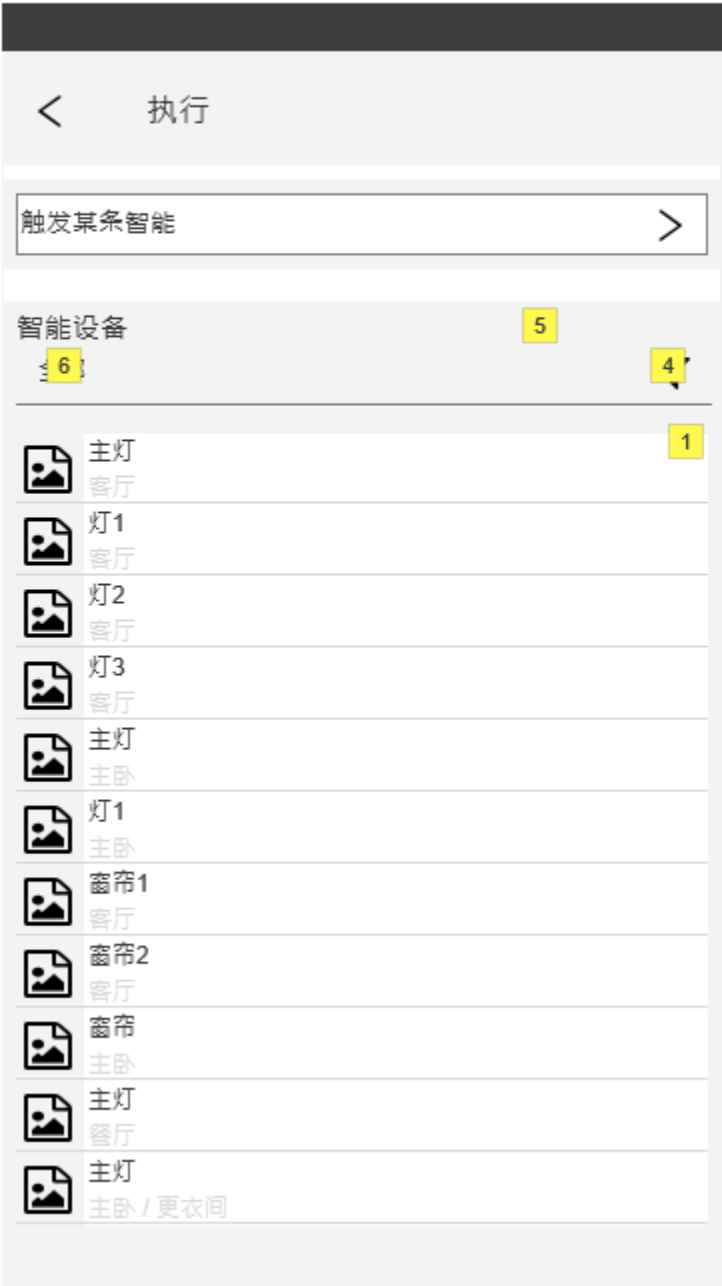 执行
触发某条智能
智能设备
5
6
4
1
主灯
客厅
灯1
客厅
灯2
客厅
灯3
客厅
主灯
主卧
灯1
主卧
窗帘1
客厅
窗帘2
客厅
窗帘
主卧
主灯
餐厅
主灯
主卧 / 更衣间